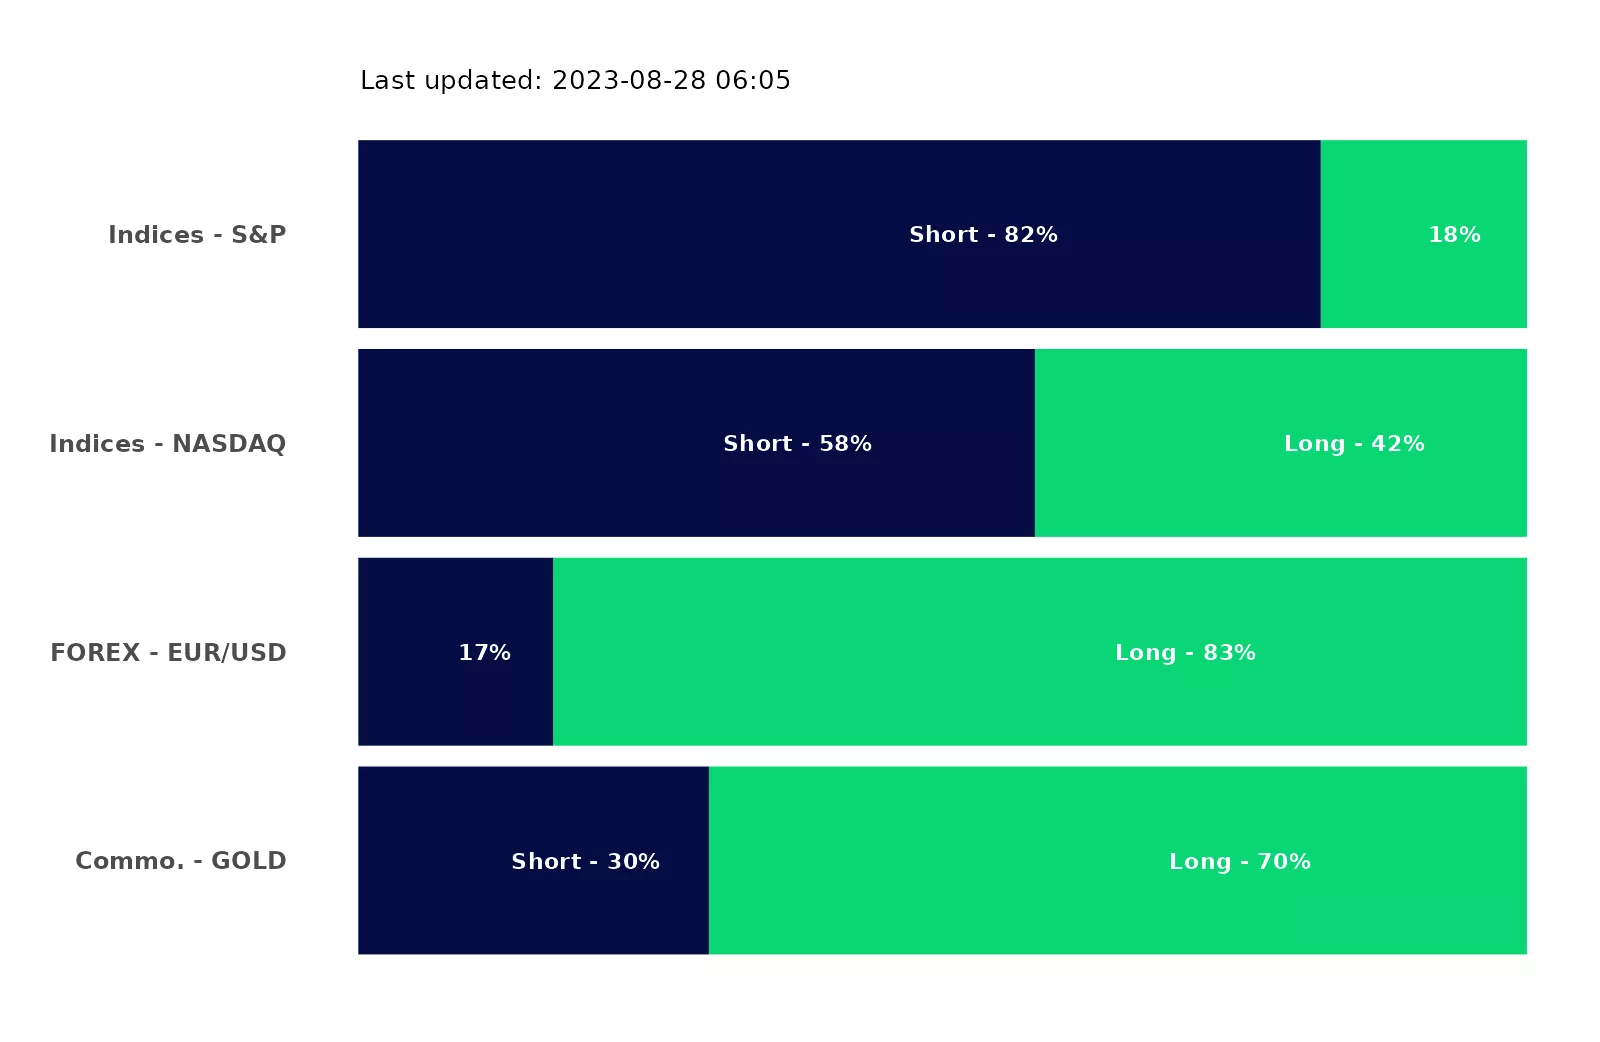 Last updated: 2023-08-28 06:05
Indices - S&P
Short - 82%
18%
Indices - NASDAQ
Short - 58%
Long - 42%
FOREX - EUR/USD
17%
Long - 83%
Commo. - GOLD
Short - 30%
Long - 70%